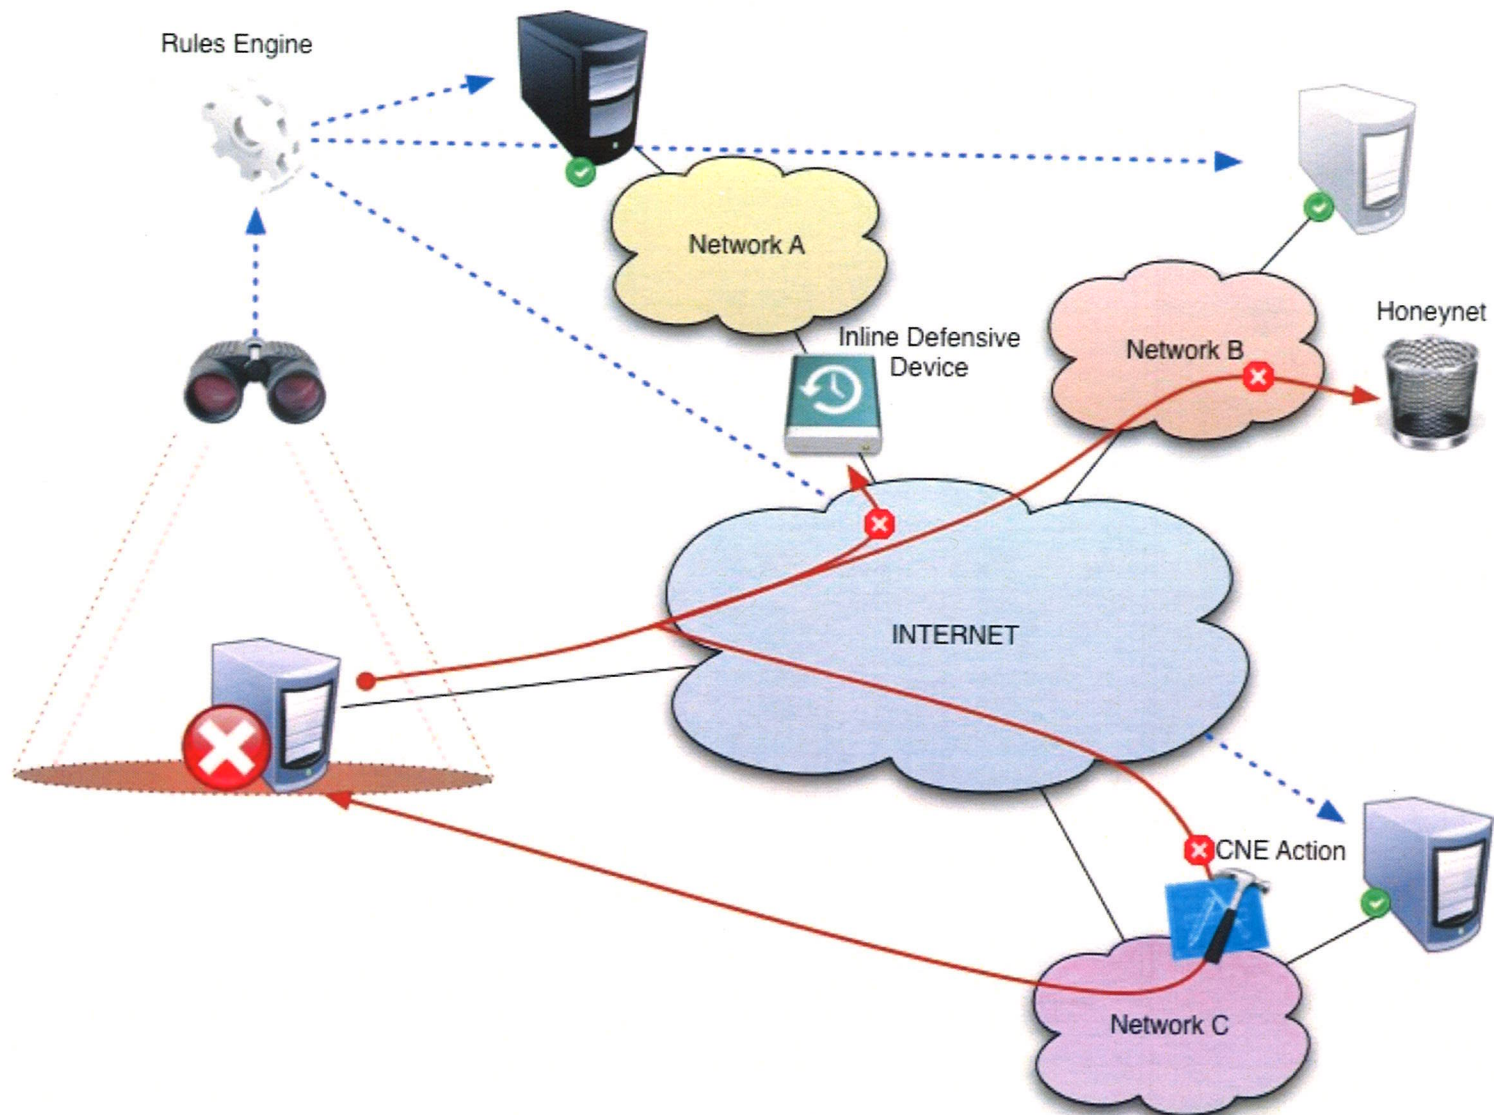 Rules Engine
Network A
Honeynet
Inline Defensive
Device
Network B
INTERNET
CNE Action
Network C